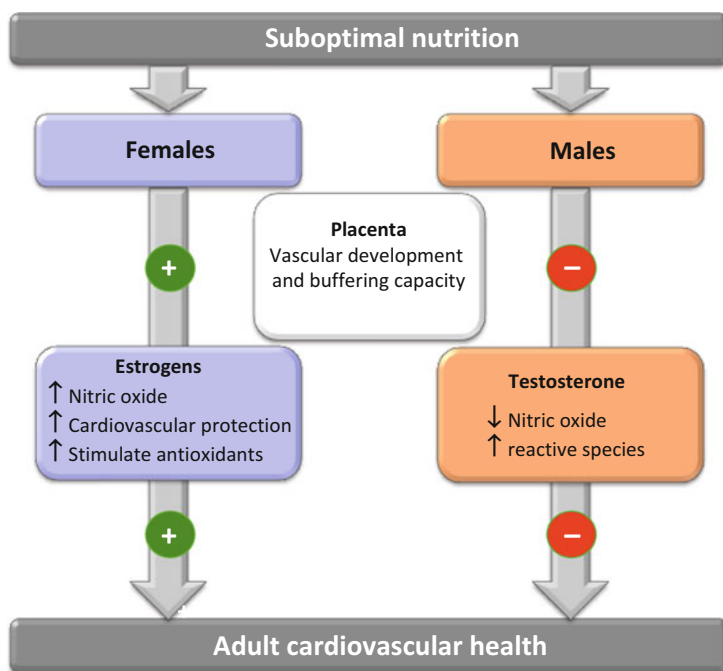 Suboptimal nutrition
Females
Males
Placenta
Vascular development
and buffering capacity
+
−
Estrogens
↑ Nitric oxide
↑ Cardiovascular protection
↑ Stimulate antioxidants
Testosterone
↓ Nitric oxide
↑ reactive species
+
−
Adult cardiovascular health